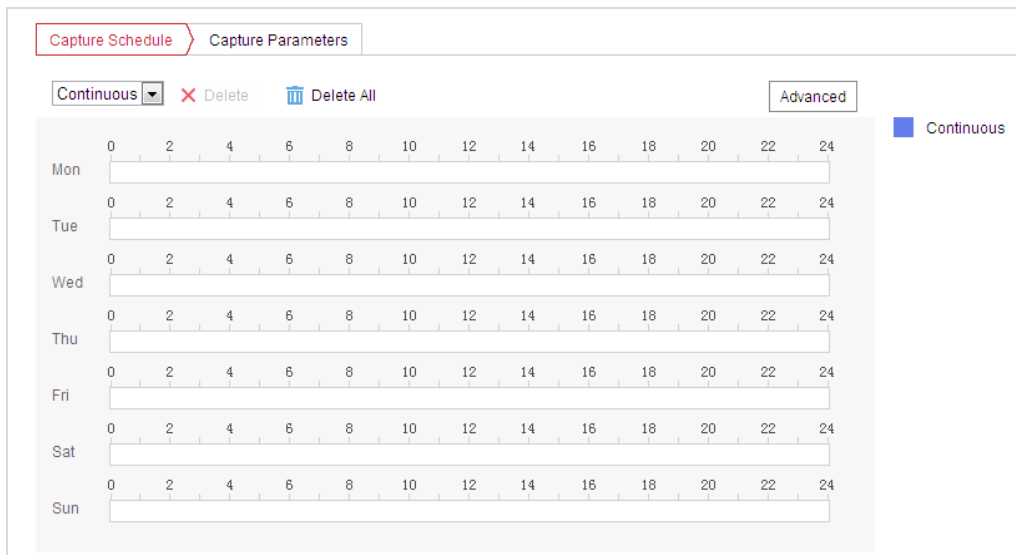 Capture Schedule Capture Parameters
Continuous Delete Delete All Advanced
Continuous
0 2 4 6 8 10 12 14 16 18 20 22 24
Mon
0 2 4 6 8 10 12 14 16 18 20 22 24
Tue
0 2 4 6 8 10 12 14 16 18 20 22 24
Wed
0 2 4 6 8 10 12 14 16 18 20 22 24
Thu
0 2 4 6 8 10 12 14 16 18 20 22 24
Fri
0 2 4 6 8 10 12 14 16 18 20 22 24
Sat
0 2 4 6 8 10 12 14 16 18 20 22 24
Sun